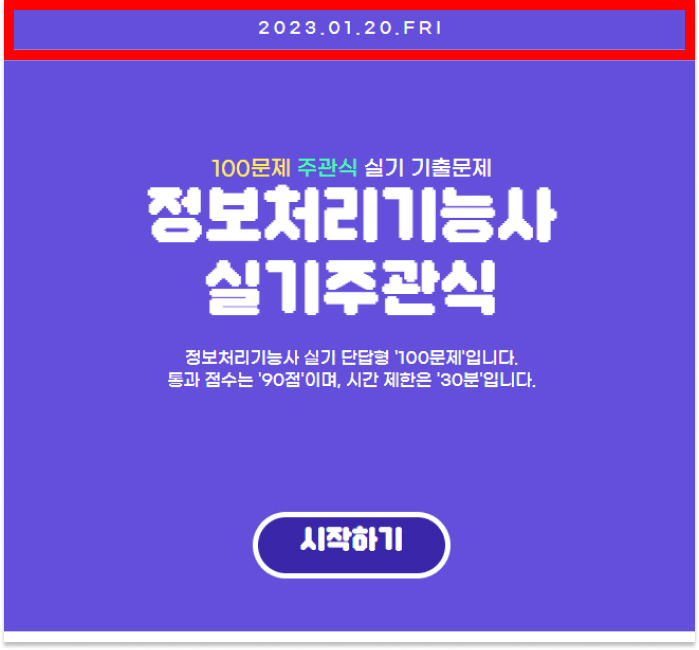 2023.01.20.FRI
100문제 주관식 실기 기출문제
정보처리기능사
실기주관식
정보처리기능사 실기 단답형 '100문제'입니다.
통과 점수는 '90점'이며, 시간 제한은 '30분'입니다.
시작하기